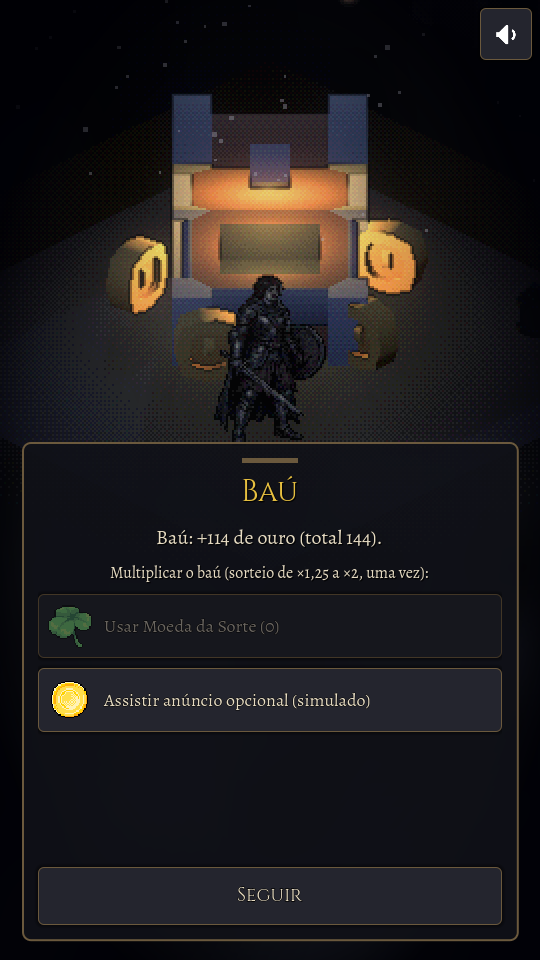 Baú
Baú: +114 de ouro (total 144).
Multiplicar o baú (sorteio de ×1,25 a ×2, uma vez):
Usar Moeda da Sorte (0)
Assistir anúncio opcional (simulado)
Seguir